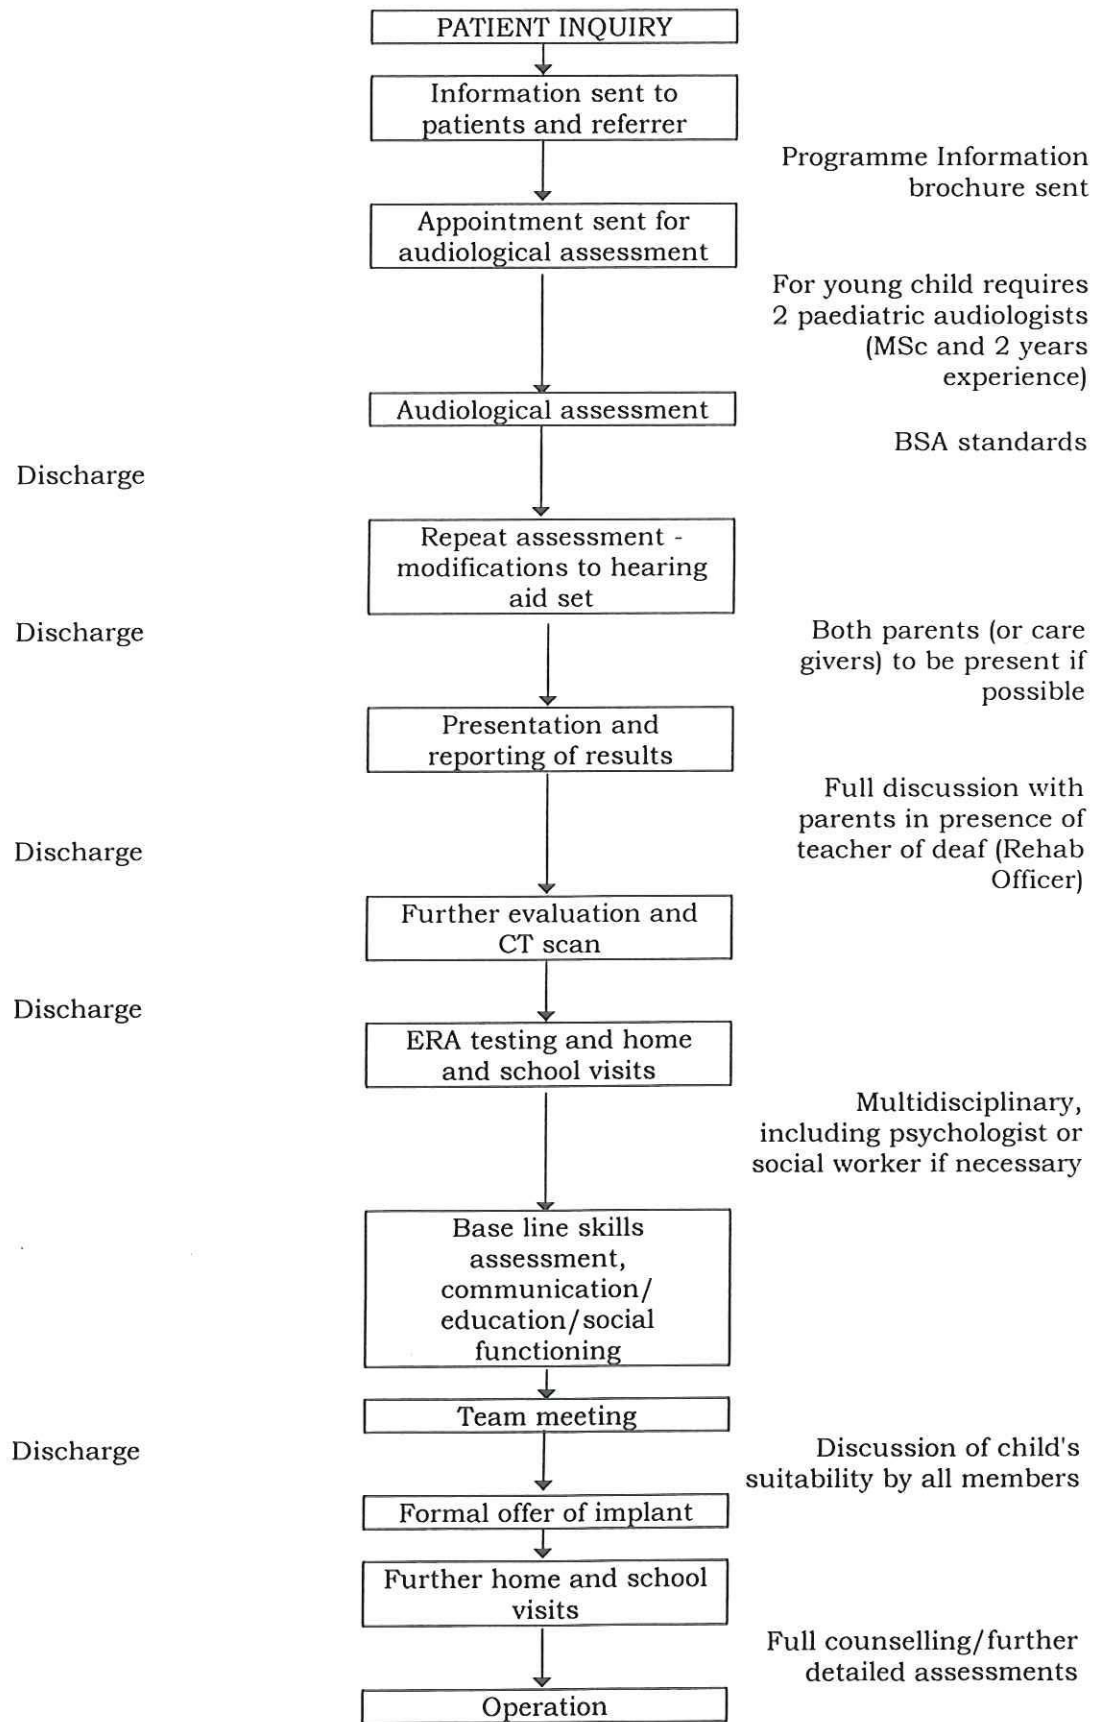 PATIENT INQUIRY
Information sent to
patients and referrer
Programme Information
brochure sent
Appointment sent for
audiological assessment
For young child requires
2 paediatric audiologists
(MSc and 2 years
experience)
Audiological assessment
BSA standards
Discharge
Repeat assessment -
modifications to hearing
aid set
Discharge
Both parents (or care
givers) to be present if
possible
Presentation and
reporting of results
Full discussion with
parents in presence of
teacher of deaf (Rehab
Officer)
Discharge
Further evaluation and
CT scan
Discharge
ERA testing and home
and school visits
Multidisciplinary,
including psychologist or
social worker if necessary
Base line skills
assessment,
communication/
education/social
functioning
Team meeting
Discharge
Discussion of child's
suitability by all members
Formal offer of implant
Further home and school
visits
Full counselling/further
detailed assessments
Operation